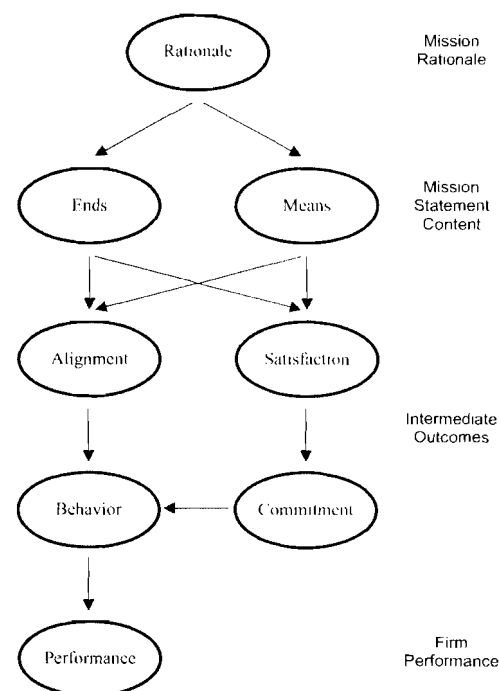 Rationale
Mission
Rationale
Ends
Means
Mission
Statement
Content
Alignment
Satisfaction
Intermediate
Outcomes
Behavior
Commitment
Performance
Firm
Performance